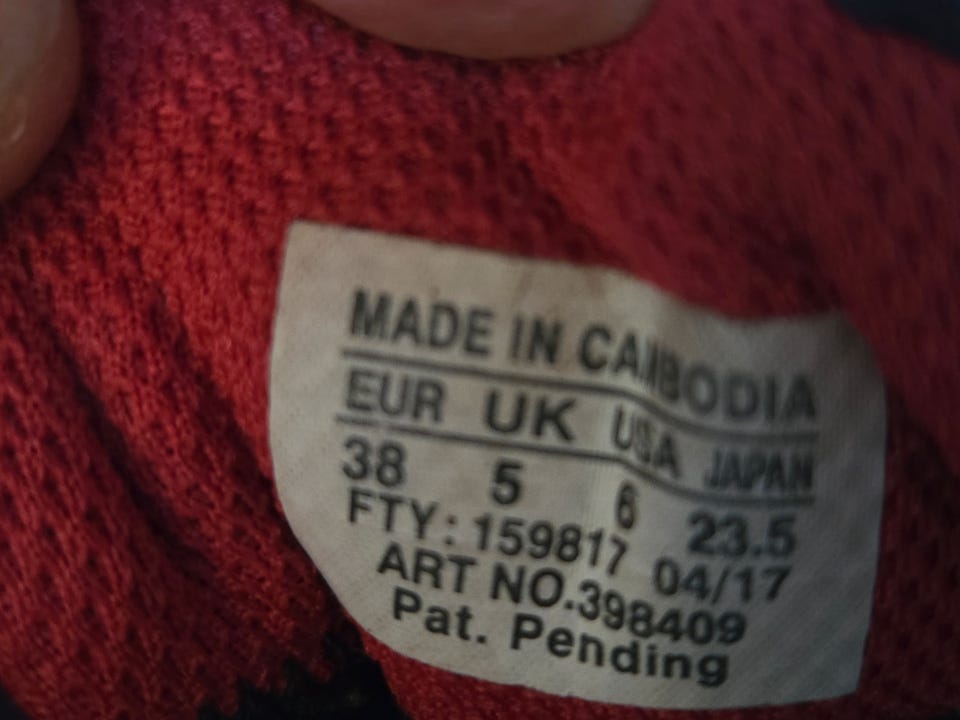 MADE IN CAMBODIA
EUR UK USA JAPAN
38 5 6 23.5
FTY: 159817 04/17
ART NO.398409
Pat. Pending